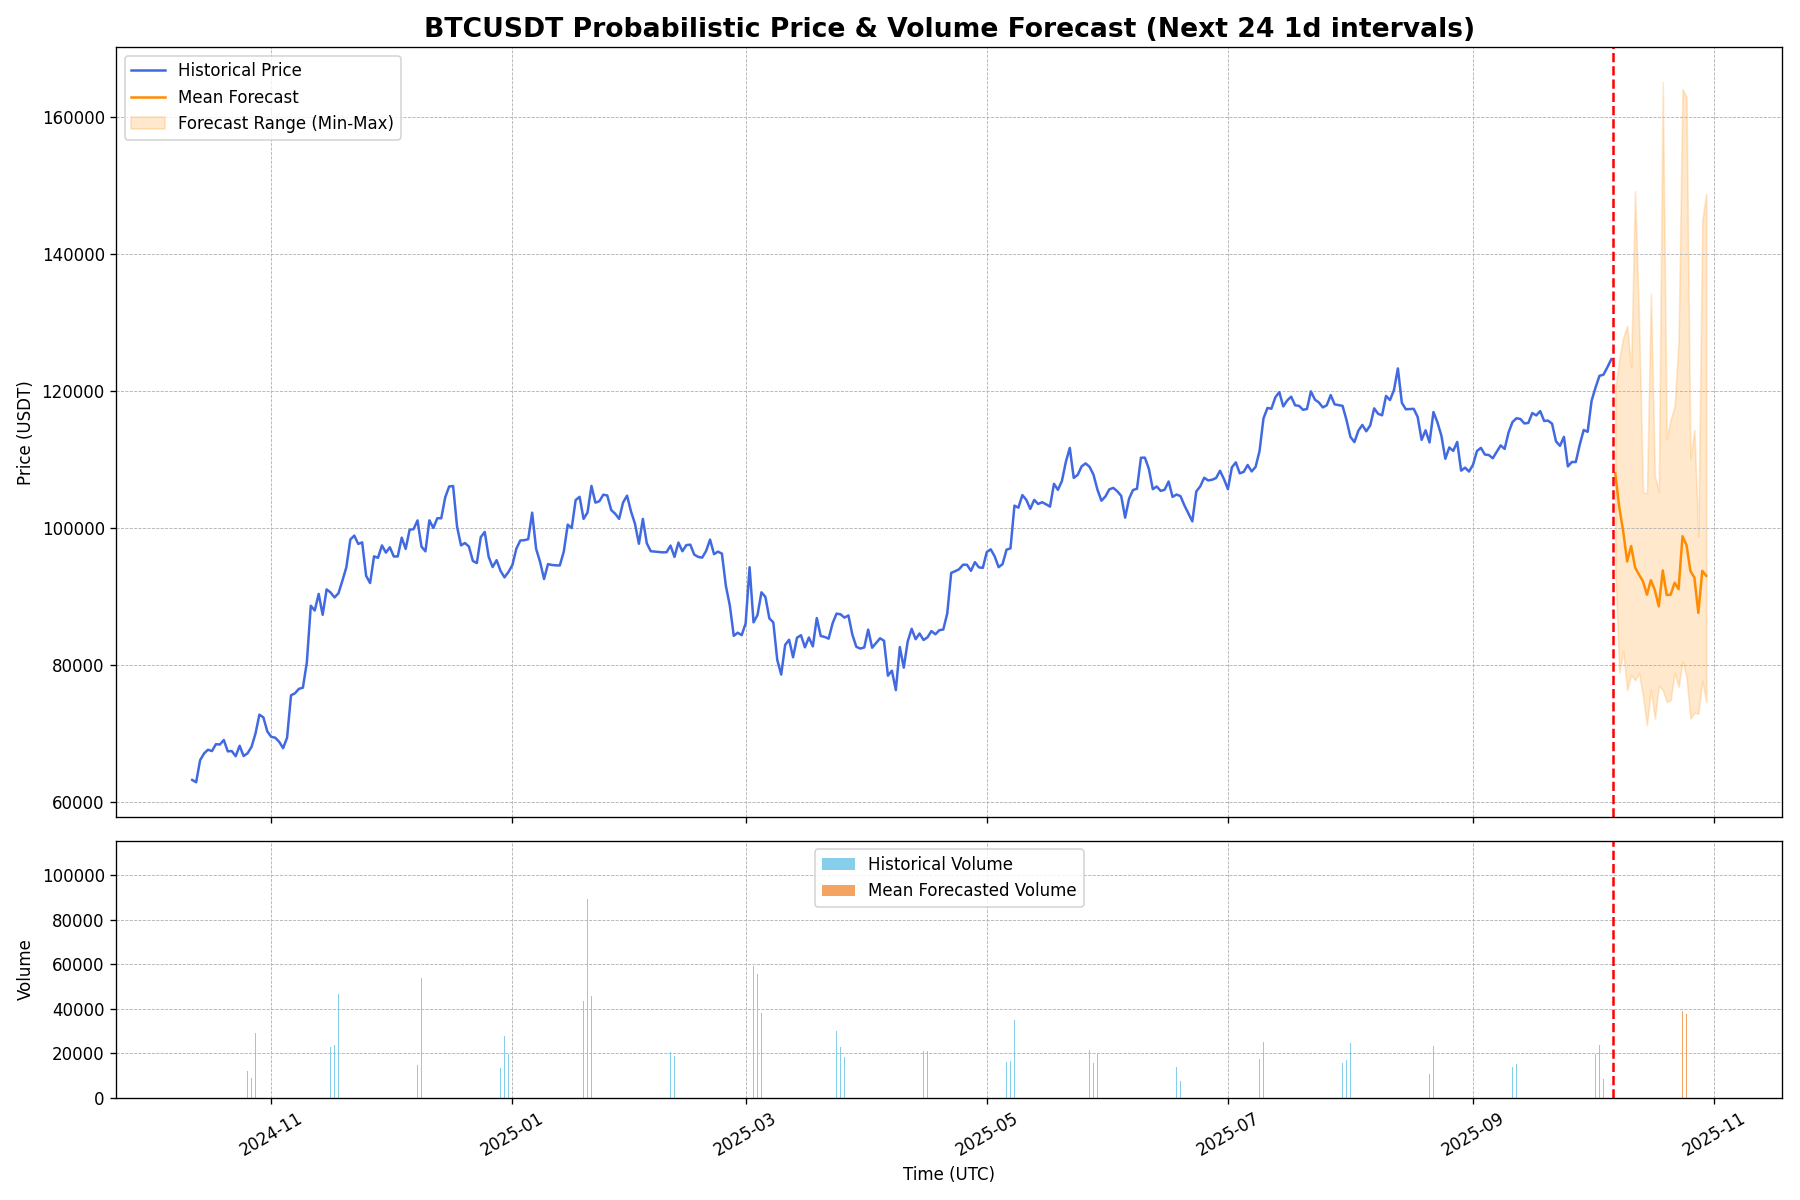 BTCUSDT Probabilistic Price & Volume Forecast (Next 24 1d intervals)
Historical Price
Mean Forecast
Forecast Range (Min-Max)
Price (USDT)
160000
140000
120000
100000
80000
60000
Historical Volume
Mean Forecasted Volume
Volume
100000
80000
60000
40000
20000
0
2024-11
2025-01
2025-03
2025-05
2025-07
2025-09
2025-11
Time (UTC)